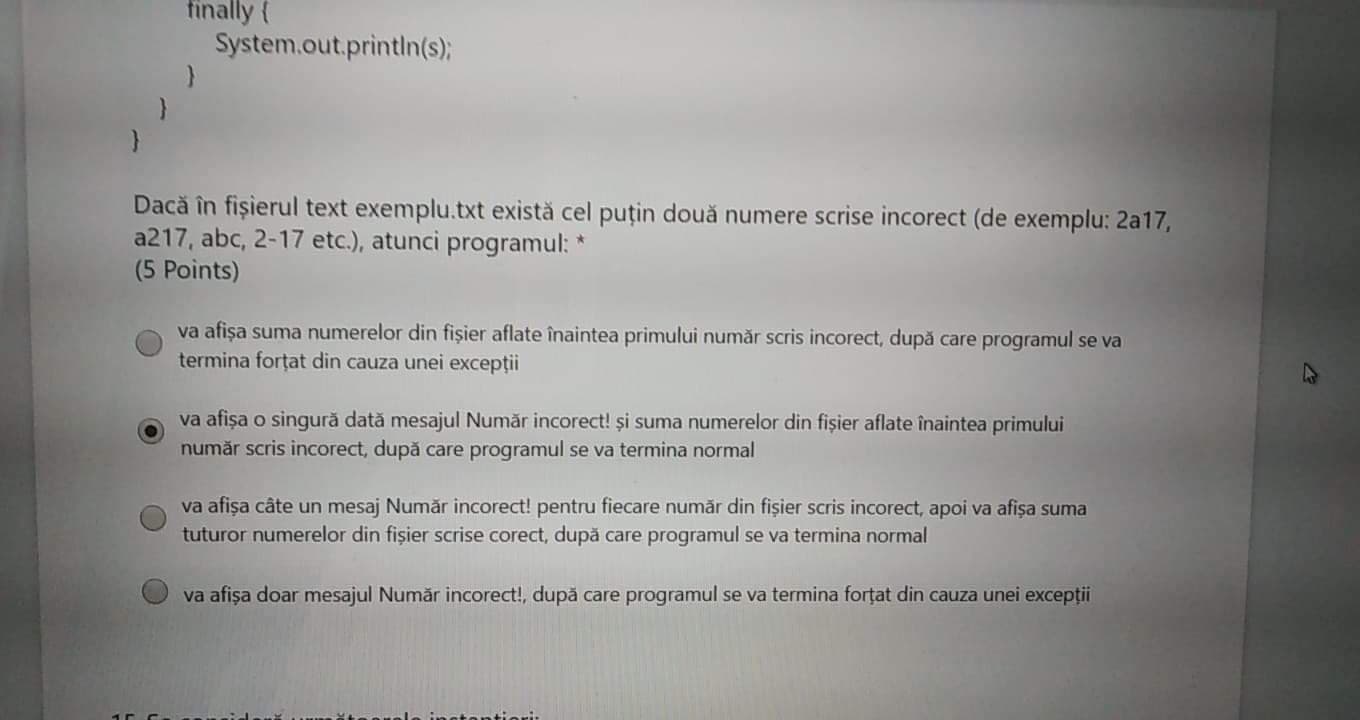 finally {
System.out.println(s);
}
}
}
Dacă în fișierul text exemplu.txt există cel puțin două numere scrise incorect (de exemplu: 2a17,
a217, abc, 2-17 etc.), atunci programul: *
(5 Points)
va afișa suma numerelor din fișier aflate înaintea primului număr scris incorect, după care programul se va
termina forțat din cauza unei excepții
va afișa o singură dată mesajul Număr incorect! și suma numerelor din fișier aflate înaintea primului
număr scris incorect, după care programul se va termina normal
va afișa câte un mesaj Număr incorect! pentru fiecare număr din fișier scris incorect, apoi va afișa suma
tuturor numerelor din fișier scrise corect, după care programul se va termina normal
va afișa doar mesajul Număr incorect!, după care programul se va termina forțat din cauza unei excepții